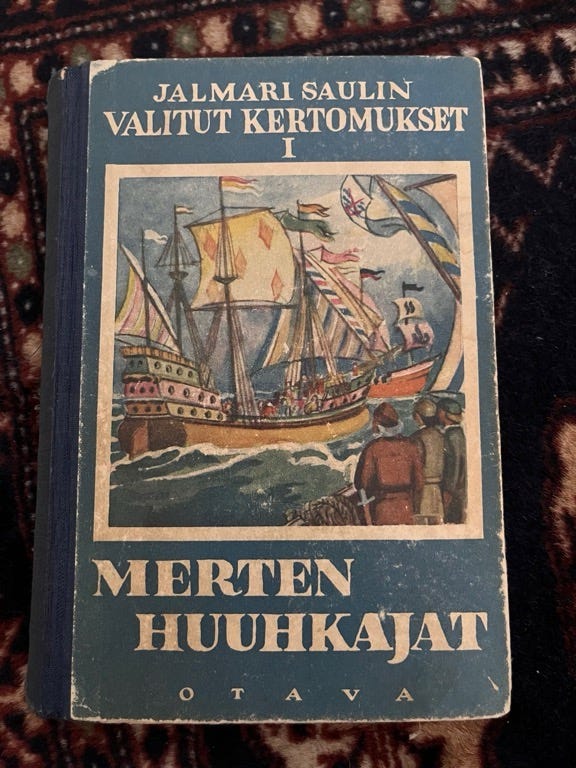 JALMARI SAULIN
VALITUT KERTOMUKSET
I
MERTEN
HUUHKAJAT
OTAVA